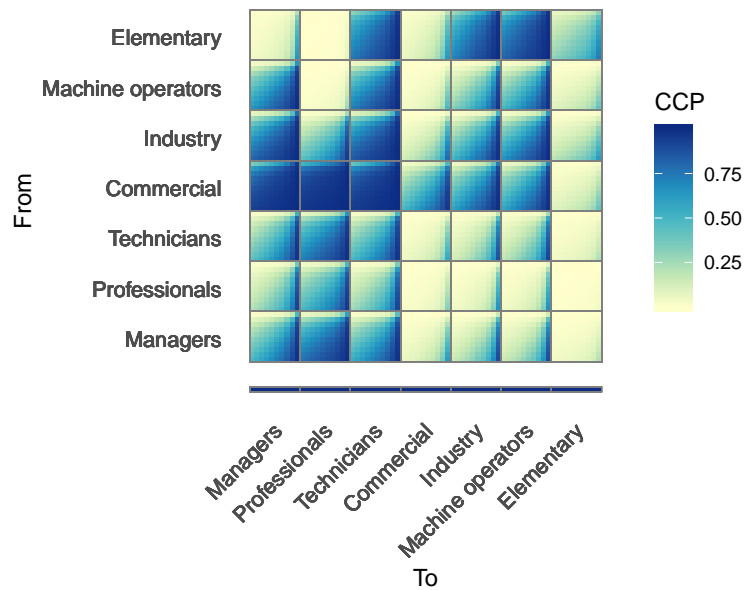 Elementary
Machine operators
Industry
Commercial
Technicians
Professionals
Managers
From
CCP
0.75
0.50
0.25
Managers
Professionals
Technicians
Commercial
Industry
Machine operators
Elementary
To